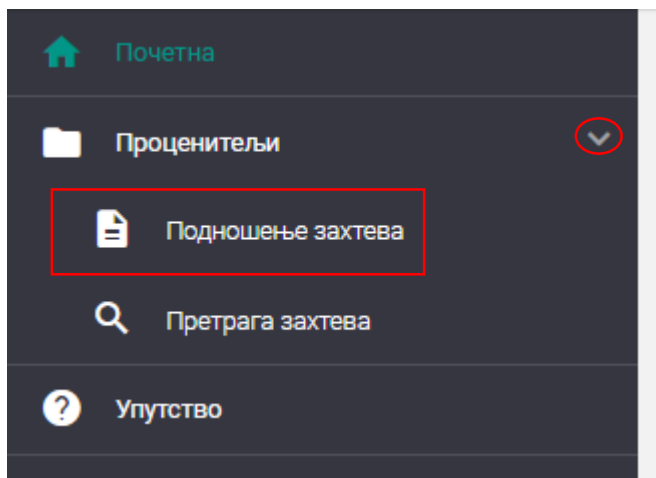 Почетна
Проценитељи
Подношење захтева
Претрага захтева
Упутство